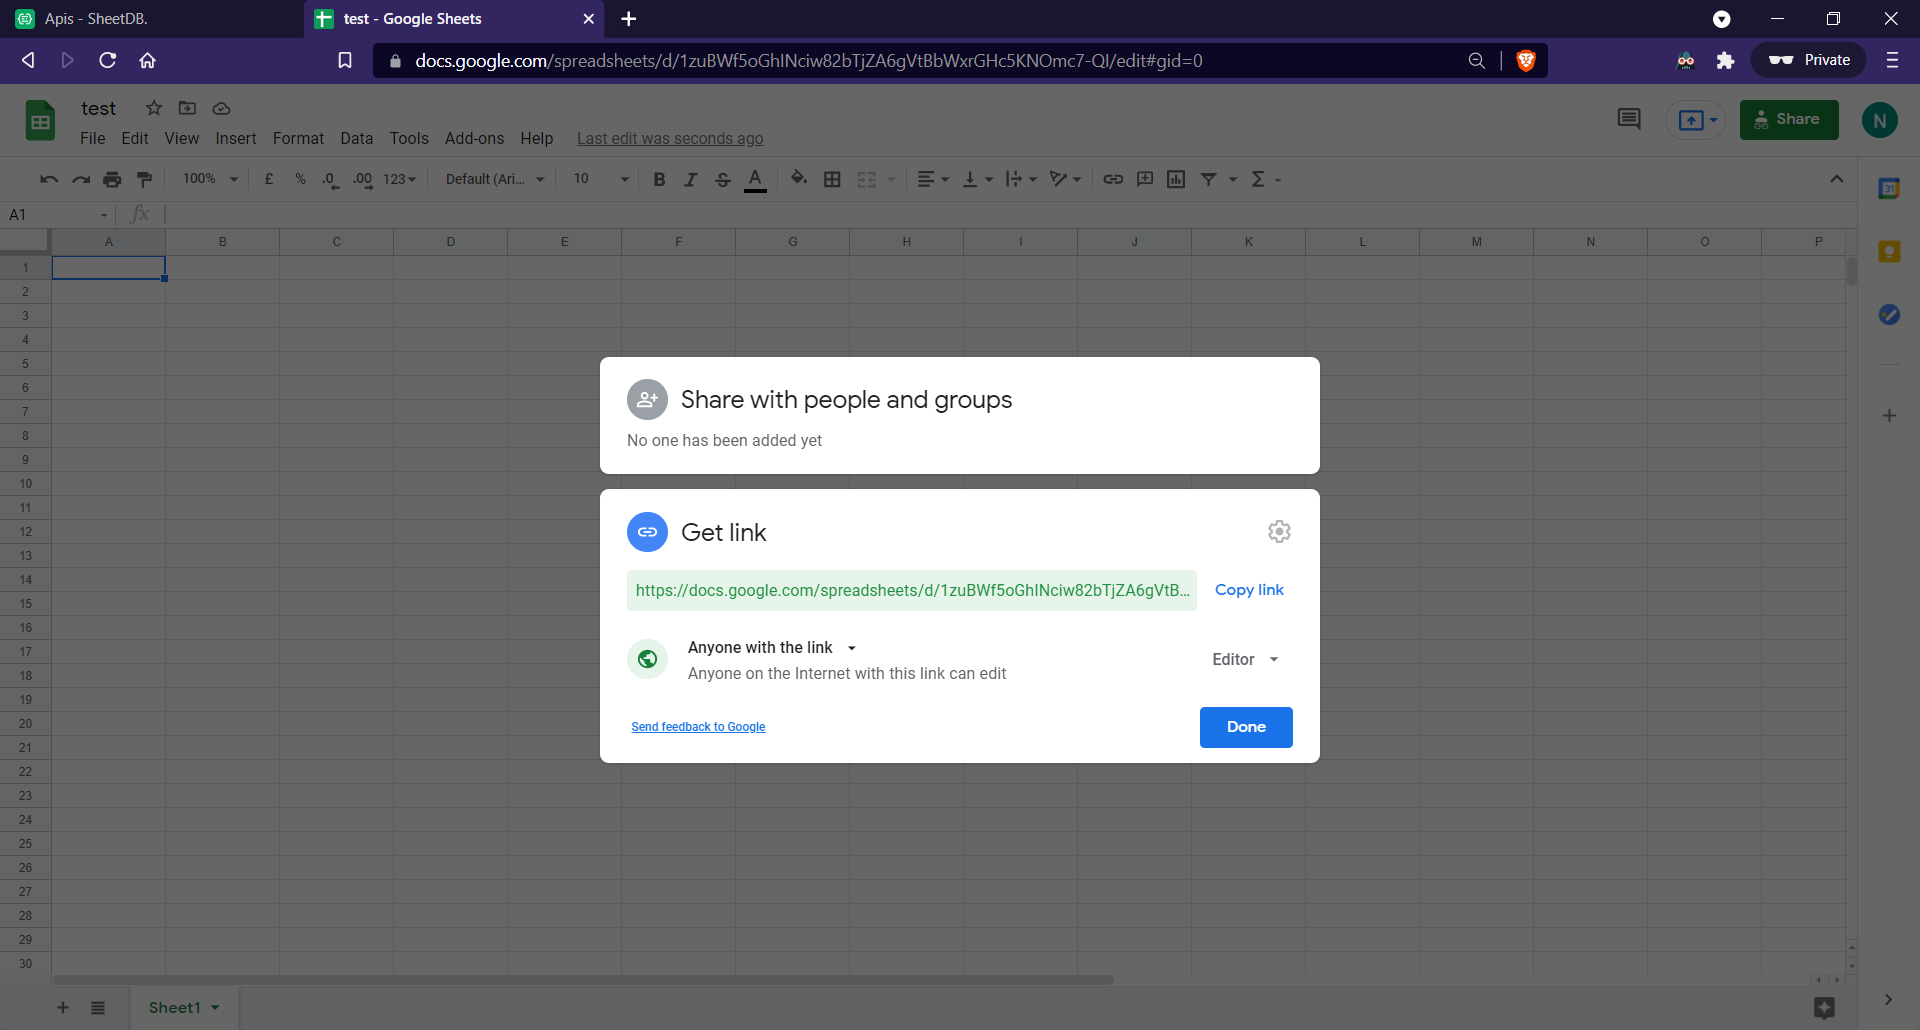 Apis - SheetDB.
test - Google Sheets
docs.google.com/spreadsheets/d/1zuBWf5oGhINciw82bTjZA6gVtBbWxrGHc5KNOmc7-QI/edit#gid=0
Private
test
File Edit View Insert Format Data Tools Add-ons Help Last edit was seconds ago
Share
N
100% £ % .0 .00 123 Default (Ari... 10 B I S A Σ
31
A1 fx
A B C D E F G H I J K L M N O P
1
2
3
4
5
6
7
8
9
10
11
12
13
14
15
16
17
18
19
20
21
22
23
24
25
26
27
28
29
30
Share with people and groups
No one has been added yet
Get link
https://docs.google.com/spreadsheets/d/1zuBWf5oGhINciw82bTjZA6gVtB...
Copy link
Anyone with the link
Anyone on the Internet with this link can edit
Editor
Send feedback to Google
Done
Sheet1